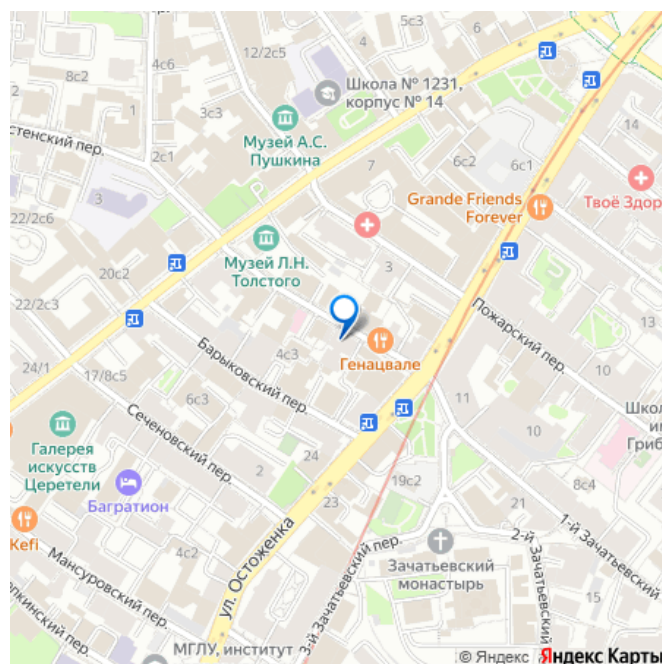 5с3
6
12/2с5
8с2
Школа № 1231,
корпус № 14
3с3
1
14
Музей А.С.
Пушкина
стенский пер.
2с1
7
6с2
6с1
Твоё Здор
3
Grande Friends
Forever
22/2с6
Музей Л.Н.
Толстого
20с2
3
22/2с3
Пожарский пер.
Генацвале
4с3
Барыковский пер.
24/1
17/8с5
10
6с3
11
Сеченовский пер.
Школ
им
Гриб
10
Галерея
искусств
Церетели
24
2
19с2
8с4
Багратион
23
21
Kefi
4с2
ул. Остоженка
1-й Зачатьевский
2-й Зачатьевский
Зачатьевский
монастырь
Мансуровский пер.
3-й Зачатьевский пер.
15
пкинский пер.
МГЛУ, институт
© Яндекс Яндекс Карты